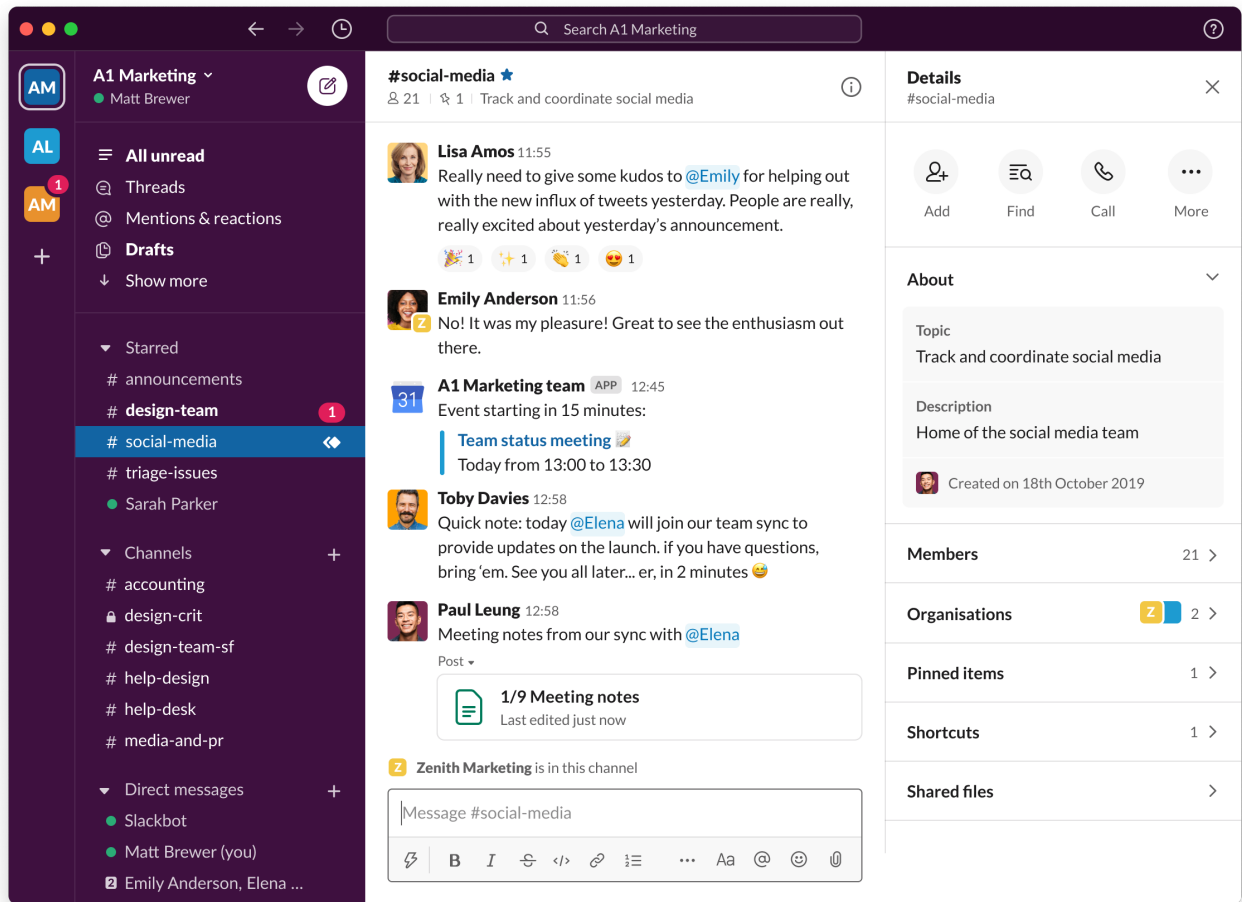 Search A1 Marketing
AM
AL
AM
1
A1 Marketing
Matt Brewer
All unread
Threads
Mentions & reactions
Drafts
Show more
Starred
# announcements
# design-team 1
# social-media
# triage-issues
Sarah Parker
Channels
# accounting
design-crit
# design-team-sf
# help-design
# help-desk
# media-and-pr
Direct messages
Slackbot
Matt Brewer (you)
2 Emily Anderson, Elena ...
#social-media
21 1 Track and coordinate social media
Lisa Amos 11:55
Really need to give some kudos to @Emily for helping out
with the new influx of tweets yesterday. People are really,
really excited about yesterday’s announcement.
🎉 1 ✨ 1 👏 1 😍 1
Emily Anderson 11:56
Z
No! It was my pleasure! Great to see the enthusiasm out
there.
31
A1 Marketing team APP 12:45
Event starting in 15 minutes:
Team status meeting 📝
Today from 13:00 to 13:30
Toby Davies 12:58
Quick note: today @Elena will join our team sync to
provide updates on the launch. if you have questions,
bring ‘em. See you all later... er, in 2 minutes 😅
Paul Leung 12:58
Meeting notes from our sync with @Elena
Post
1/9 Meeting notes
Last edited just now
Z Zenith Marketing is in this channel
Message #social-media
B I S </> Aa @
Details
#social-media
Add Find Call More
About
Topic
Track and coordinate social media
Description
Home of the social media team
Created on 18th October 2019
Members 21
Organisations Z 2
Pinned items 1
Shortcuts 1
Shared files